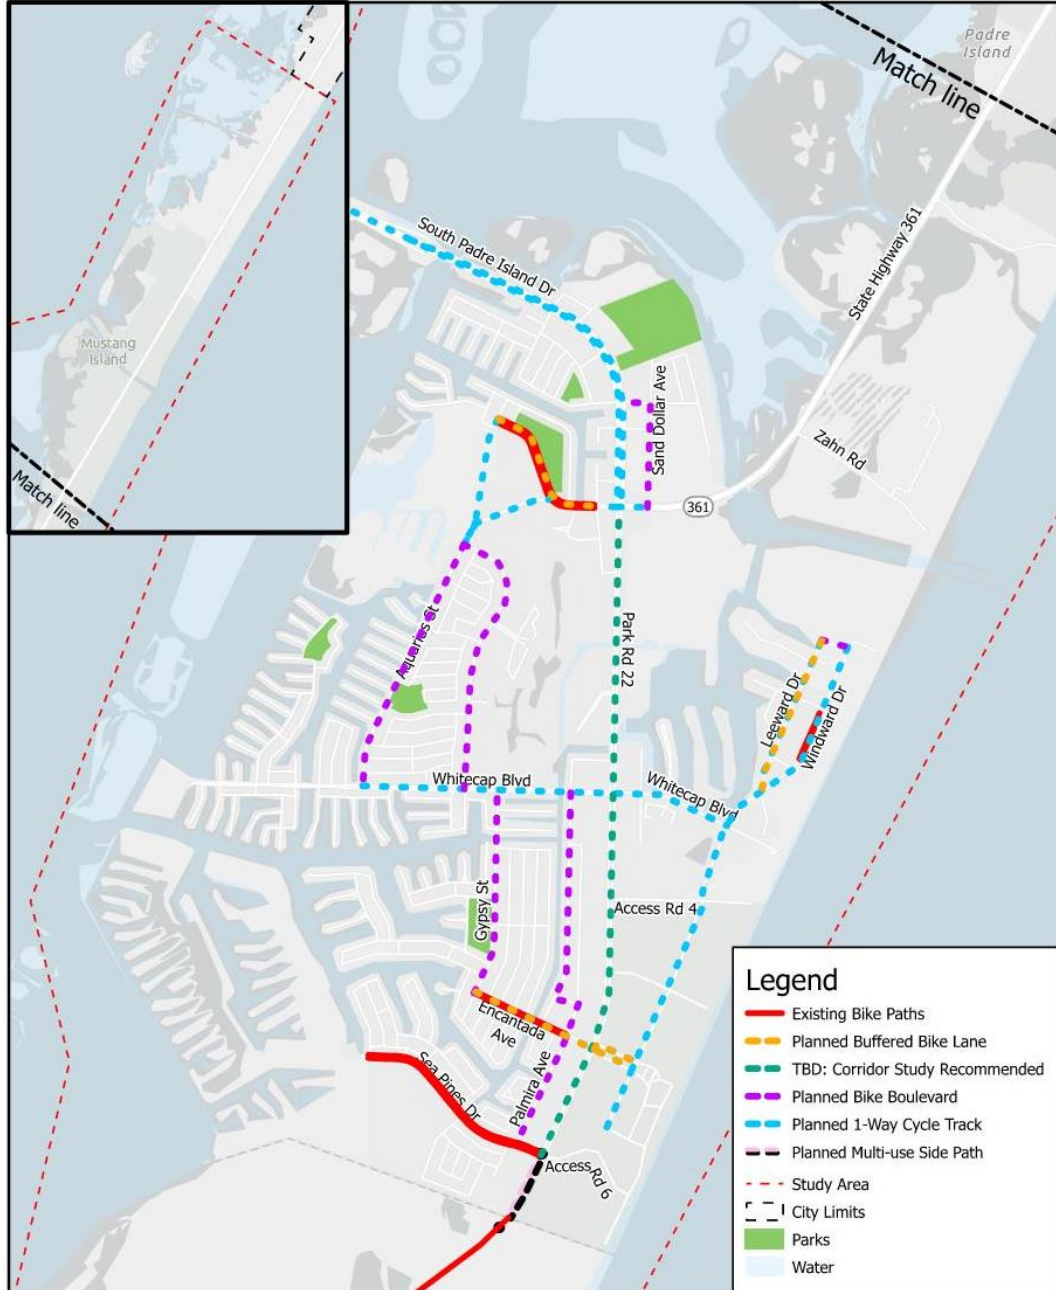 Padre
Island
Match line
Mustang
Island
Match line
South Padre Island Dr
State Highway 361
Sand Dollar Ave
Zahn Rd
361
Aquarius St
Park Rd 22
Leeward Dr
Windward Dr
Whitecap Blvd
Whitecap Blvd
Gypsy St
Access Rd 4
Encantada
Ave
Sea Pines Dr
Palmira Ave
Access Rd 6
Legend
Existing Bike Paths
Planned Buffered Bike Lane
TBD: Corridor Study Recommended
Planned Bike Boulevard
Planned 1-Way Cycle Track
Planned Multi-use Side Path
Study Area
City Limits
Parks
Water